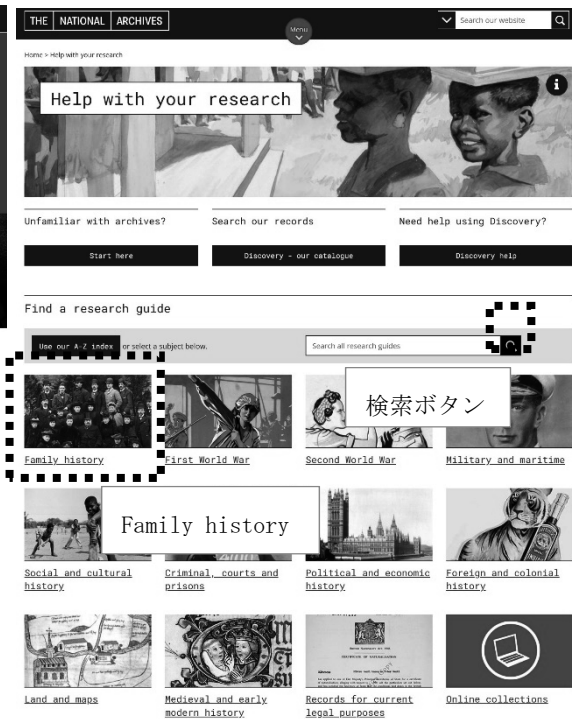 THE NATIONAL ARCHIVES
Menu
Search our website
Home > Help with your research
Help with your research
Unfamiliar with archives?
Search our records
Need help using Discovery?
Start here
Discovery – our catalogue
Discovery help
Find a research guide
Use our A-Z index or select a subject below.
Search all research guides
検索ボタン
Family history
First World War
Second World War
Military and maritime
Family history
Social and cultural
history
Criminal, courts and
prisons
Political and economic
history
Foreign and colonial
history
Land and maps
Medieval and early
modern history
Records for current
legal purposes
Online collections